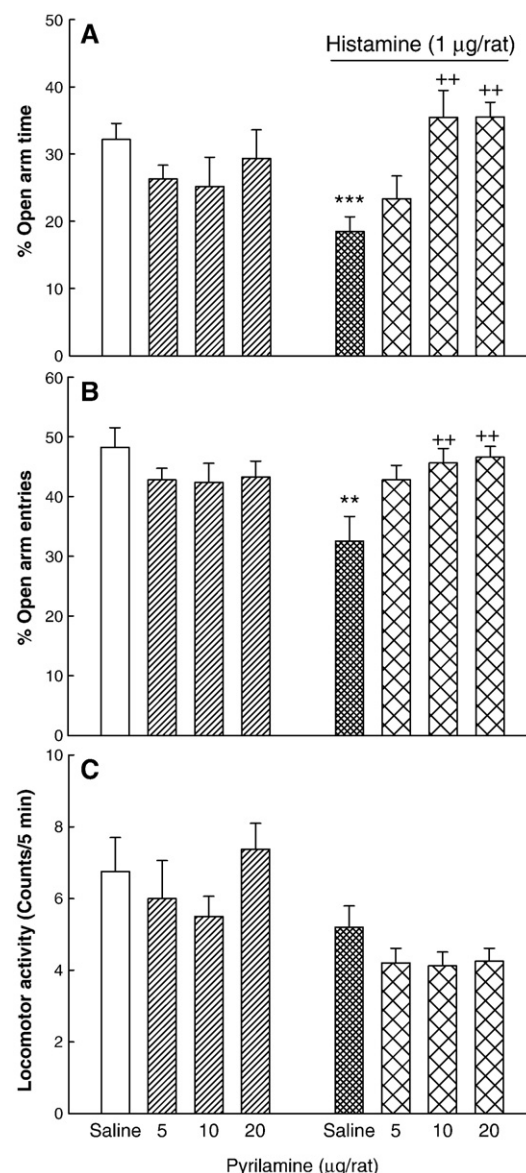 A
Histamine (1 μg/rat)
% Open arm time
60
50
40
30
20
10
0
***
++
++
B
% Open arm entries
60
50
40
30
20
10
0
**
++
++
C
Locomotor activity (Counts/5 min)
10
8
6
4
2
0
Saline 5 10 20 Saline 5 10 20
Pyrilamine (μg/rat)